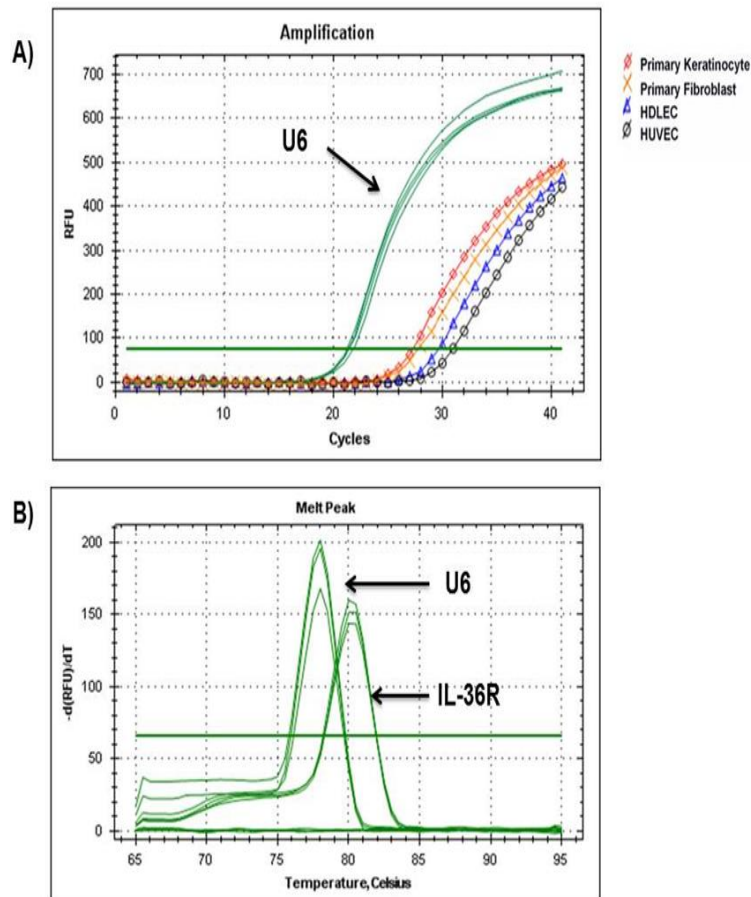 A)
Amplification
700
600
500
400
300
200
100
0
RFU
U6
0 10 20 30 40
Cycles
Primary Keratinocyte
Primary Fibroblast
HDLEC
HUVEC
B)
Melt Peak
200
150
100
50
0
-d(RFU)/dT
U6
IL-36R
65 70 75 80 85 90 95
Temperature, Celsius